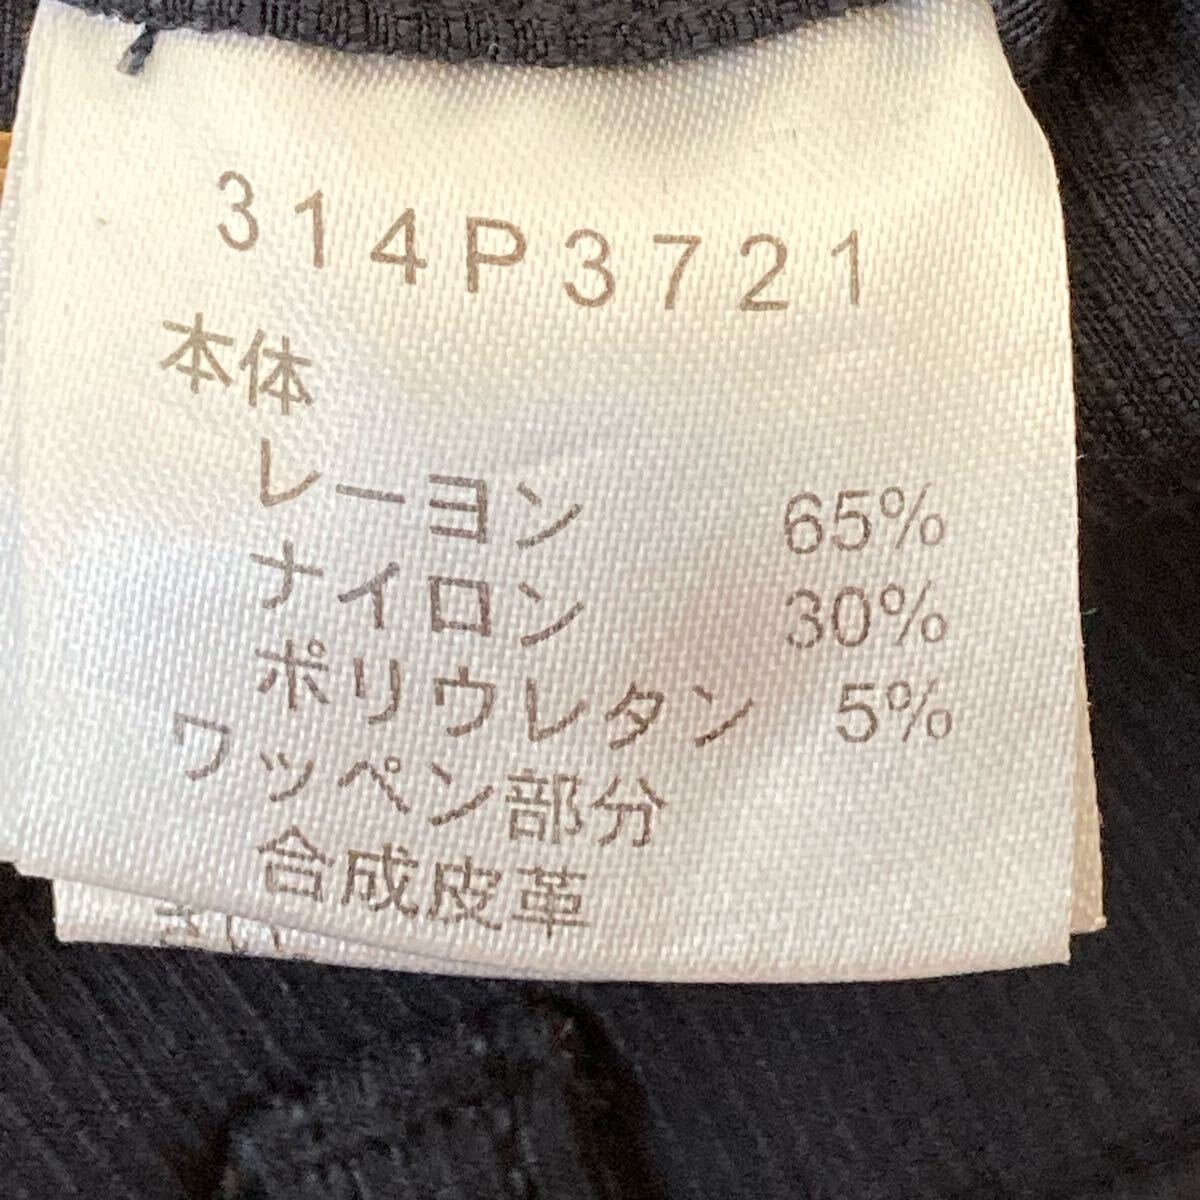 314P3721
本体
レーヨン 65%
ナイロン 30%
ポリウレタン 5%
ワッペン部分
合成皮革